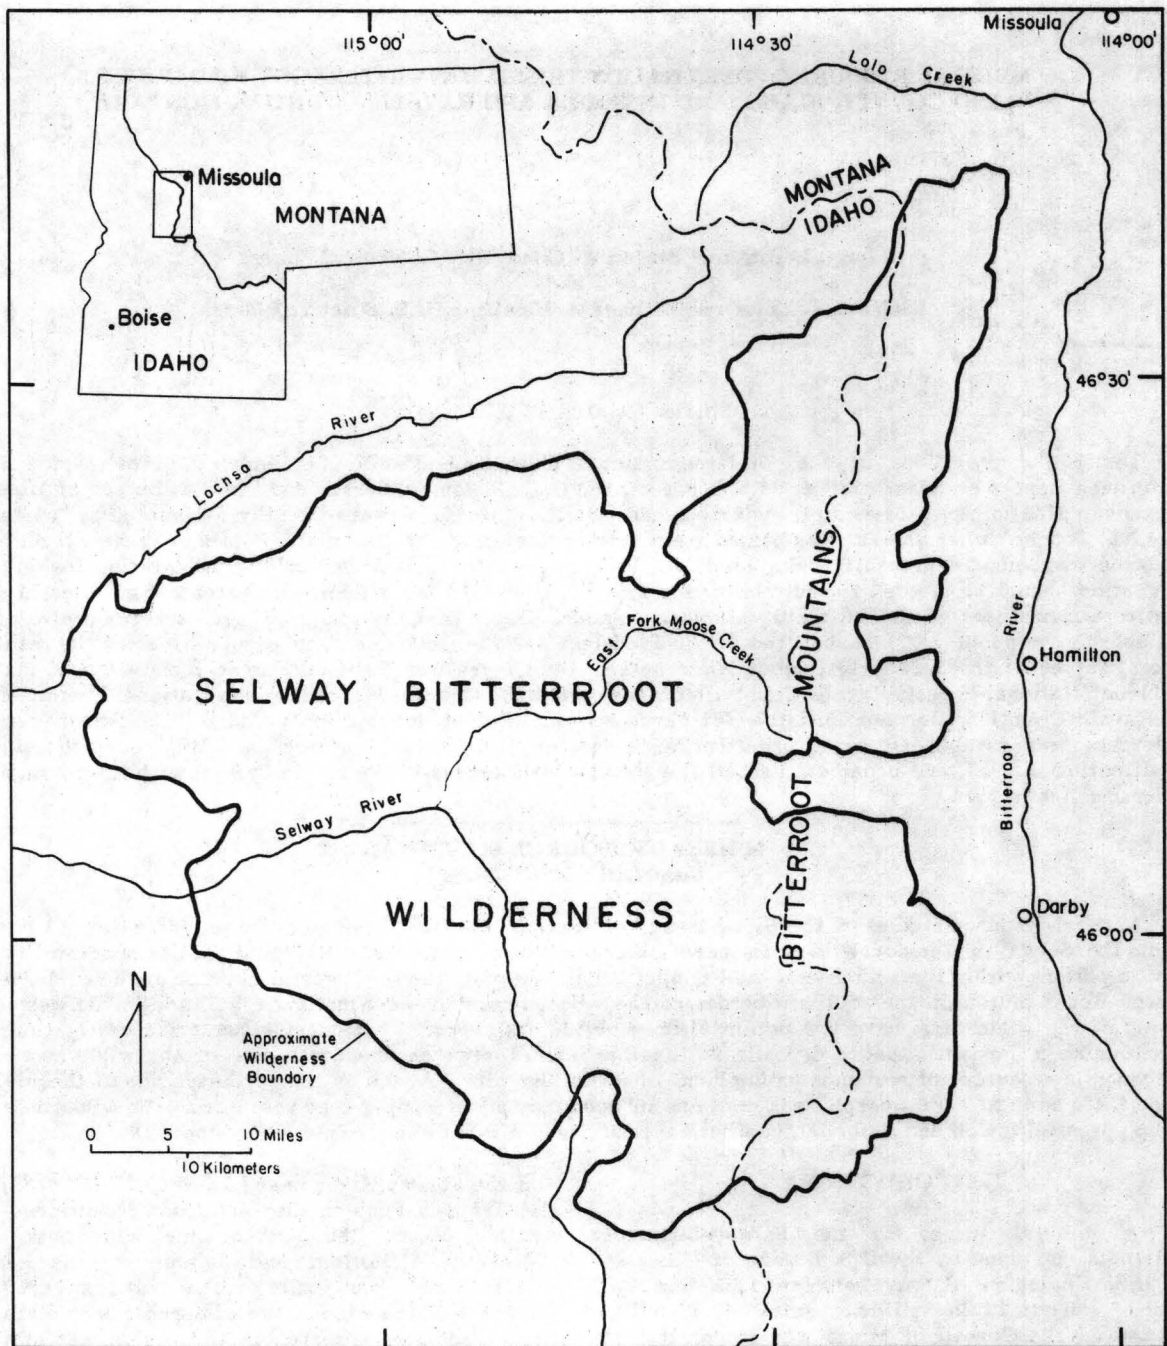 115°00'
114°30'
Missoula
114°00'
Lolo Creek
Missoula
MONTANA
MONTANA
IDAHO
Boise
IDAHO
46°30'
Lochsa River
MOUNTAINS
River
East Fork Moose Creek
Hamilton
SELWAY BITTERROOT
Bitterroot
Selway River
BITTERROOT
WILDERNESS
Darby
46°00'
N
Approximate
Wilderness
Boundary
0 5 10 Miles
10 Kilometers